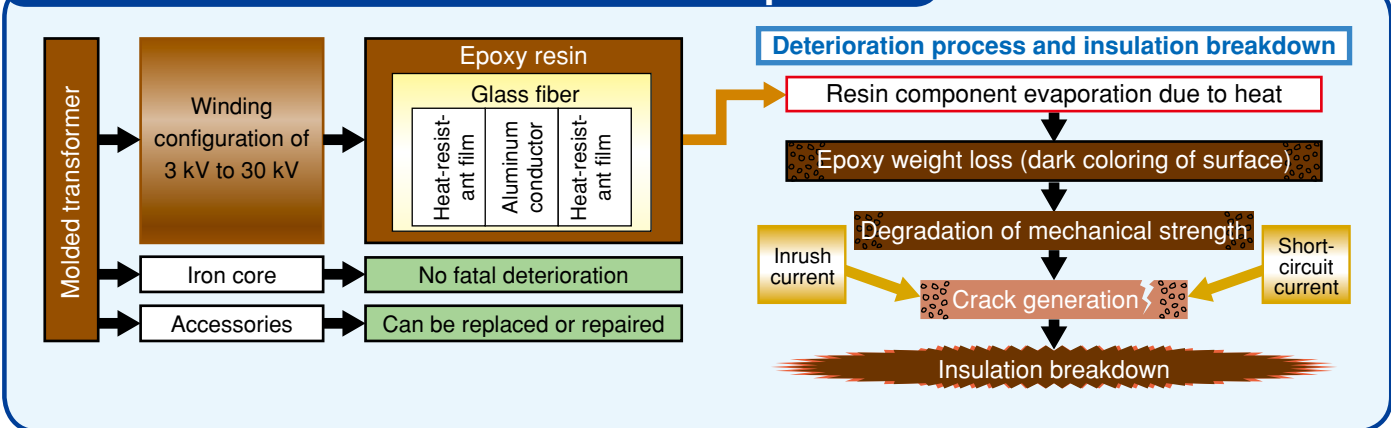 Molded transformer
Winding
configuration of
3 kV to 30 kV
Epoxy resin
Glass fiber
Heat-resist-
ant film
Aluminum
conductor
Heat-resist-
ant film
Iron core
No fatal deterioration
Accessories
Can be replaced or repaired
Deterioration process and insulation breakdown
Resin component evaporation due to heat
Epoxy weight loss (dark coloring of surface)
Degradation of mechanical strength
Inrush
current
Short-
circuit
current
Crack generation
Insulation breakdown